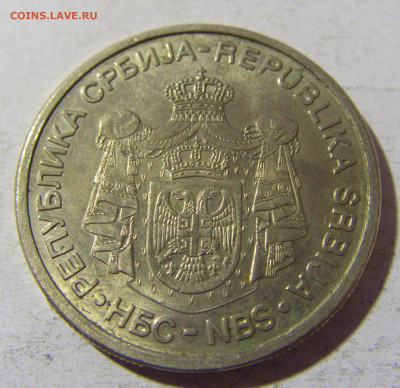 COINS.LAVE.RU
РЕПУБЛИКА СРБИЈА - REPUBLIKA SRBIJA
НБС - NBS